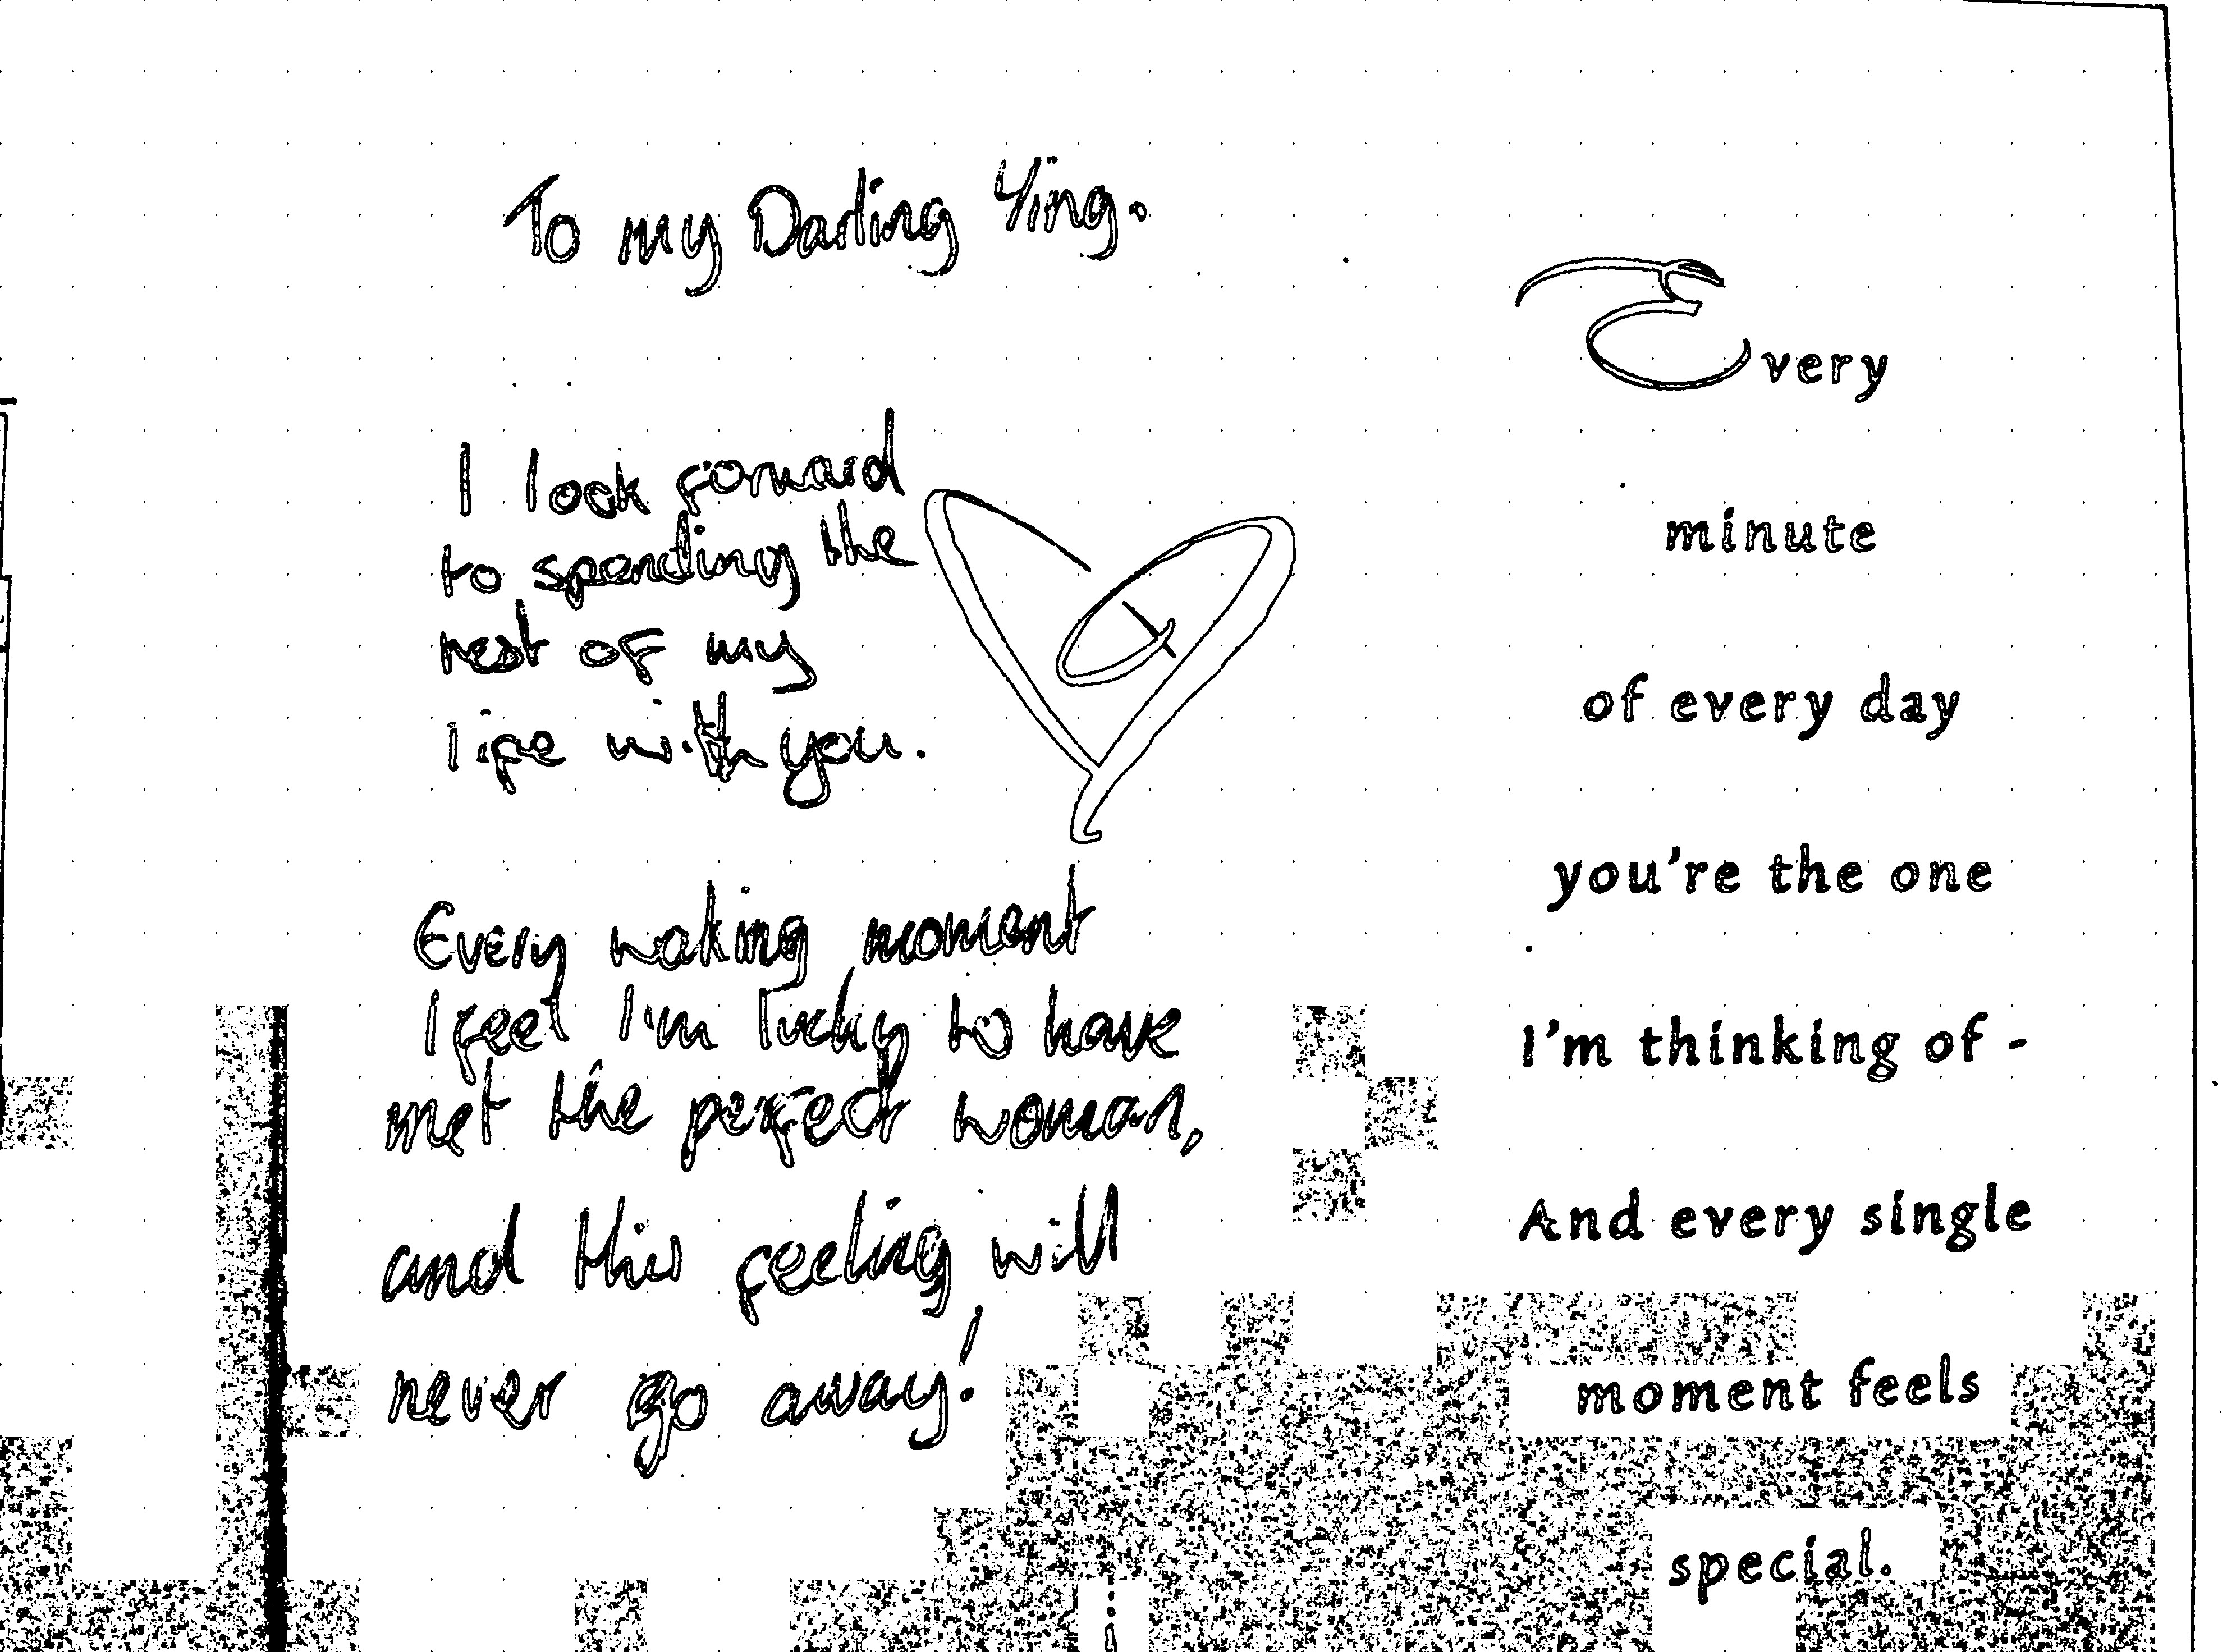 To my Darling Ying.
I look forward
to spending the
rest of my
life with you.
Every waking moment
I feel I'm lucky to have
met the perfect woman,
and this feeling will
never go away!
Every
minute
of every day
you're the one
I'm thinking of -
And every single
moment feels
special.